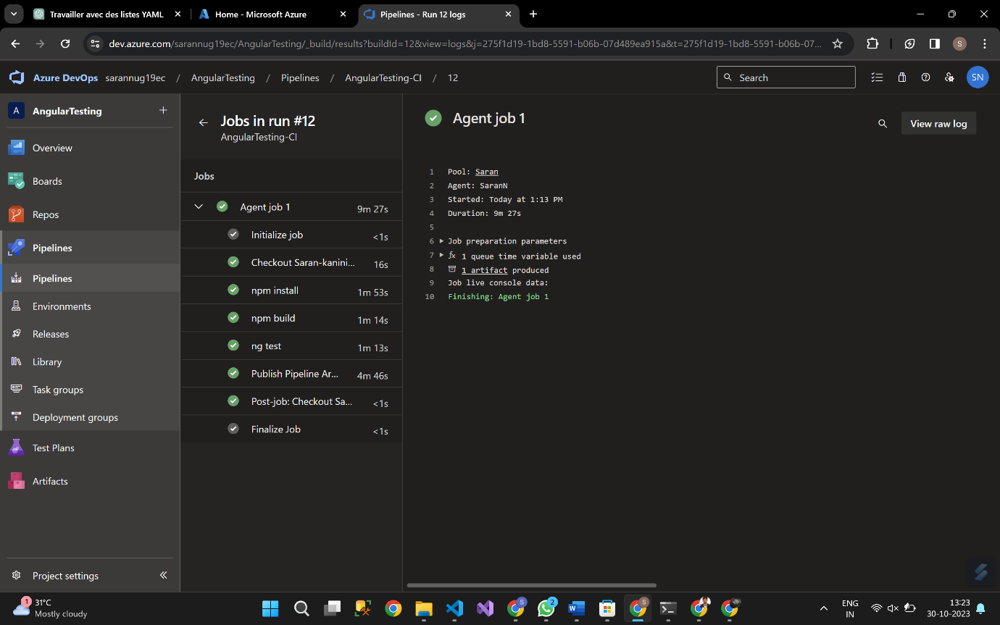 Travailler avec des listes YAML
Home - Microsoft Azure
Pipelines - Run 12 logs
dev.azure.com/sarannug19ec/AngularTesting/_build/results?buildId=12&view=logs&j=275f1d19-1bd8-5591-b06b-07d489ea915a&t=275f1d19-1bd8-5591-b06b-07...
S
Azure DevOps sarannug19ec / AngularTesting / Pipelines / AngularTesting-CI / 12
Search
SN
A AngularTesting
Overview
Boards
Repos
Pipelines
Pipelines
Environments
Releases
Library
Task groups
Deployment groups
Test Plans
Artifacts
Project settings
Jobs in run #12
AngularTesting-CI
Jobs
Agent job 1 9m 27s
Initialize job <1s
Checkout Saran-kanini... 16s
npm install 1m 53s
npm build 1m 14s
ng test 1m 13s
Publish Pipeline Ar... 4m 46s
Post-job: Checkout Sa... <1s
Finalize Job <1s
Agent job 1
View raw log
1 Pool: Saran
2 Agent: SaranN
3 Started: Today at 1:13 PM
4 Duration: 9m 27s
5
6 Job preparation parameters
7 fx 1 queue time variable used
8 1 artifact produced
9 Job live console data:
10 Finishing: Agent job 1
1
31°C
Mostly cloudy
S
2
S
ENG
IN
13:23
30-10-2023